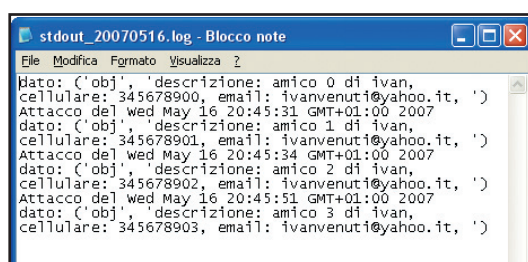 stdout_20070516.log - Blocco note
File Modifica Formato Visualizza ?
dato: ('obj', 'descrizione: amico 0 di ivan,
cellulare: 345678900, email: ivanvenuti@yahoo.it, ')
Attacco del Wed May 16 20:45:31 GMT+01:00 2007
dato: ('obj', 'descrizione: amico 1 di ivan,
cellulare: 345678901, email: ivanvenuti@yahoo.it, ')
Attacco del Wed May 16 20:45:34 GMT+01:00 2007
dato: ('obj', 'descrizione: amico 2 di ivan,
cellulare: 345678902, email: ivanvenuti@yahoo.it, ')
Attacco del Wed May 16 20:45:51 GMT+01:00 2007
dato: ('obj', 'descrizione: amico 3 di ivan,
cellulare: 345678903, email: ivanvenuti@yahoo.it, ')